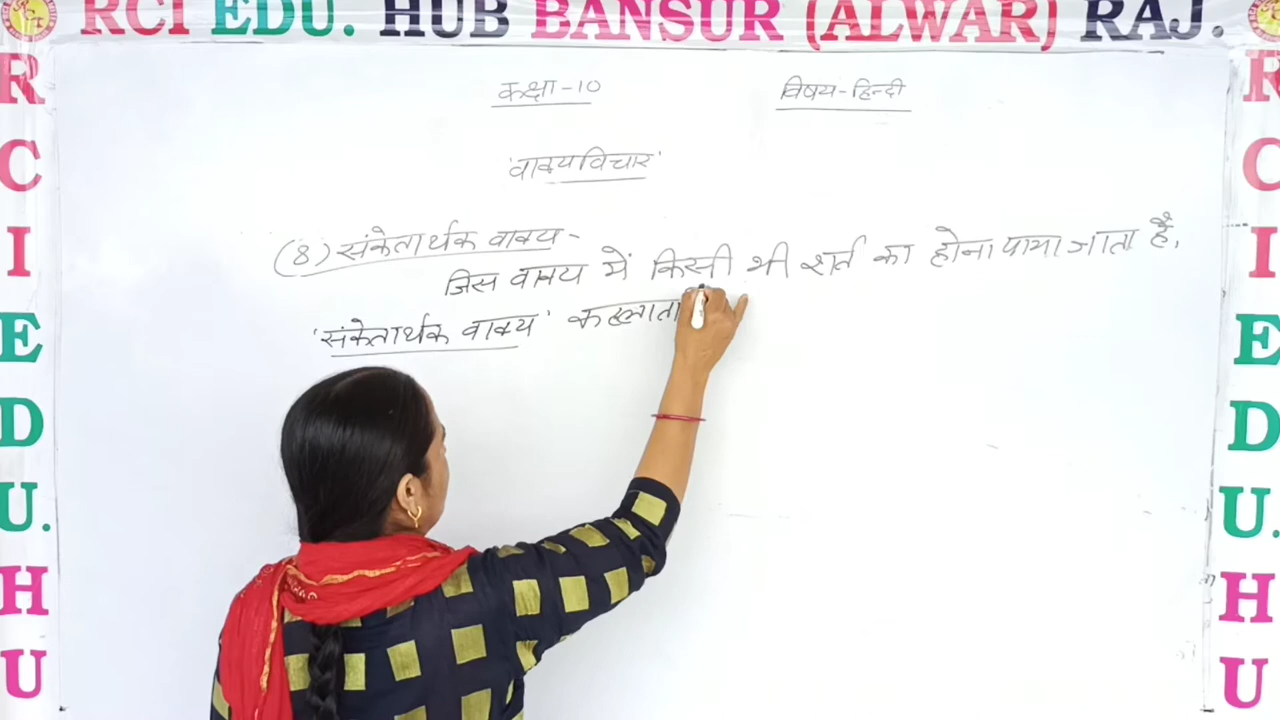 RCI EDU. HUB BANSUR (ALWAR) RAJ.
कक्षा-10
विषय-हिन्दी
'वाक्यविचार'
(8) संकेतार्थक वाक्य-
जिस वाक्य में किसी भी शर्त का होना पाया जाता है,
'संकेतार्थक वाक्य' कहलाता
R
C
I
E
D
U.
H
U
R
C
I
E
D
U.
H
U